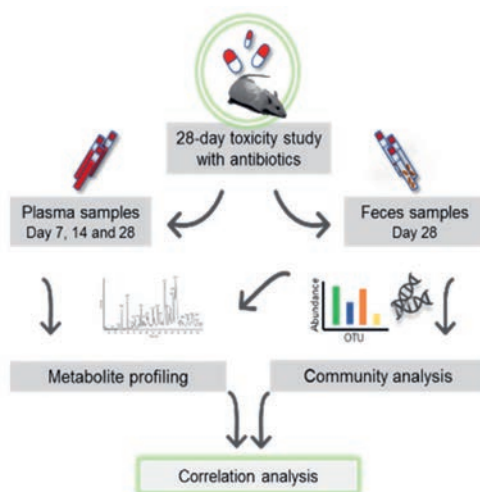 28-day toxicity study
with antibiotics
Plasma samples
Day 7, 14 and 28
Feces samples
Day 28
Abundance
OTU
Metabolite profiling
Community analysis
Correlation analysis